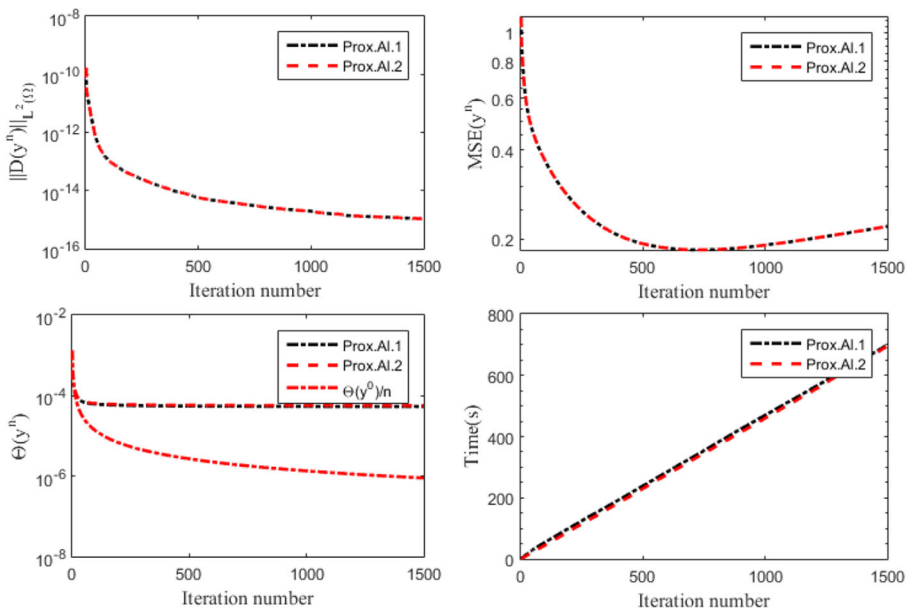 10^-8
10^-10
10^-12
10^-14
10^-16
||D(y^n)||_L^2(Ω)
Prox.Al.1
Prox.Al.2
0
500
1000
1500
Iteration number
1
0.6
0.4
0.2
MSE(y^n)
Prox.Al.1
Prox.Al.2
0
500
1000
1500
Iteration number
10^-2
10^-4
10^-6
10^-8
Θ(y^n)
Prox.Al.1
Prox.Al.2
Θ(y^0)/n
0
500
1000
1500
Iteration number
800
600
400
200
0
Time(s)
Prox.Al.1
Prox.Al.2
0
500
1000
1500
Iteration number